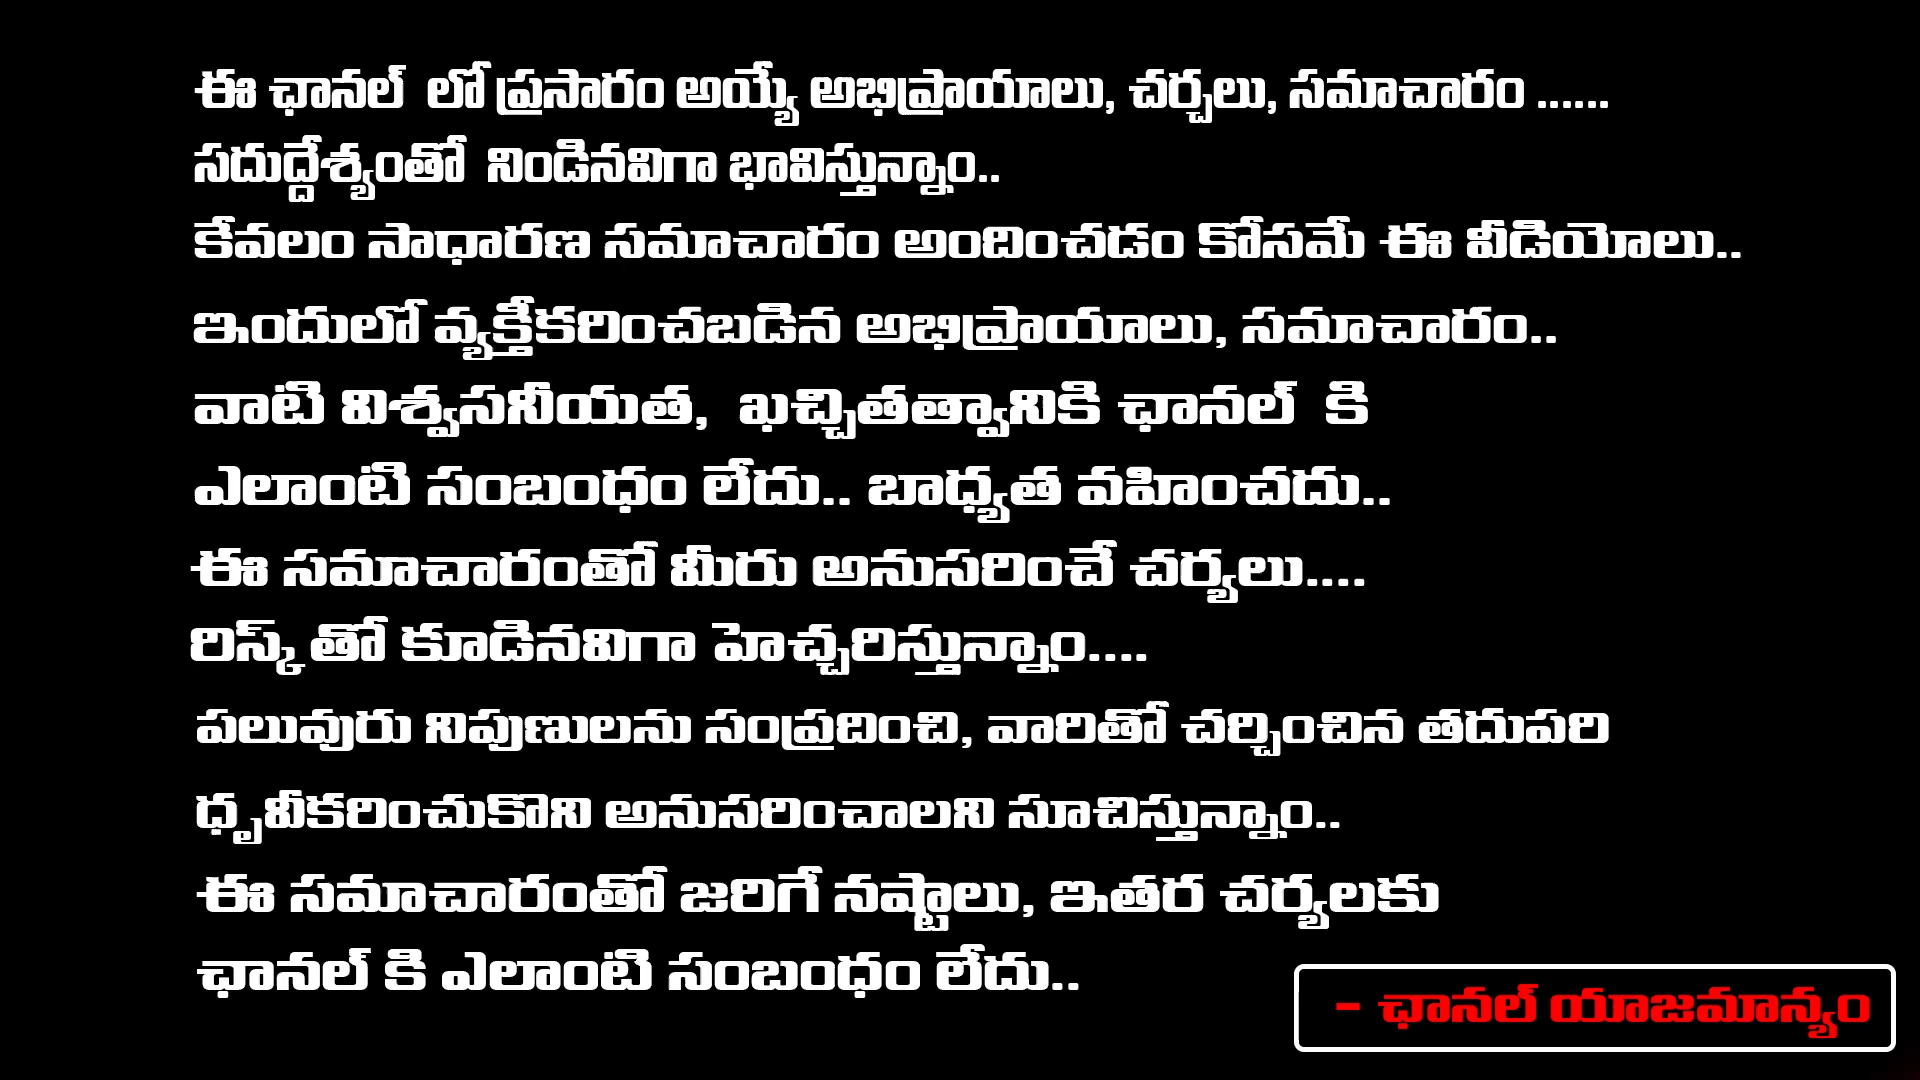 ఈ ఛానల్ లో ప్రసారం అయ్యే అభిప్రాయాలు, చర్చలు, సమాచారం ......
సదుద్దేశ్యంతో నిండినవిగా భావిస్తున్నాం..
కేవలం సాధారణ సమాచారం అందించడం కోసమే ఈ వీడియోలు..
ఇందులో వ్యక్తీకరించబడిన అభిప్రాయాలు, సమాచారం..
వాటి విశ్వసనీయత, ఖచ్చితత్వానికి ఛానల్ కి
ఎలాంటి సంబంధం లేదు.. బాధ్యత వహించదు..
ఈ సమాచారంతో మీరు అనుసరించే చర్యలు....
రిస్క్ తో కూడినవిగా హెచ్చరిస్తున్నాం....
పలువురు నిపుణులను సంప్రదించి, వారితో చర్చించిన తదుపరి
ధృవీకరించుకొని అనుసరించాలని సూచిస్తున్నాం..
ఈ సమాచారంతో జరిగే నష్టాలు, ఇతర చర్యలకు
ఛానల్ కి ఎలాంటి సంబంధం లేదు..
- ఛానల్ యాజమాన్యం